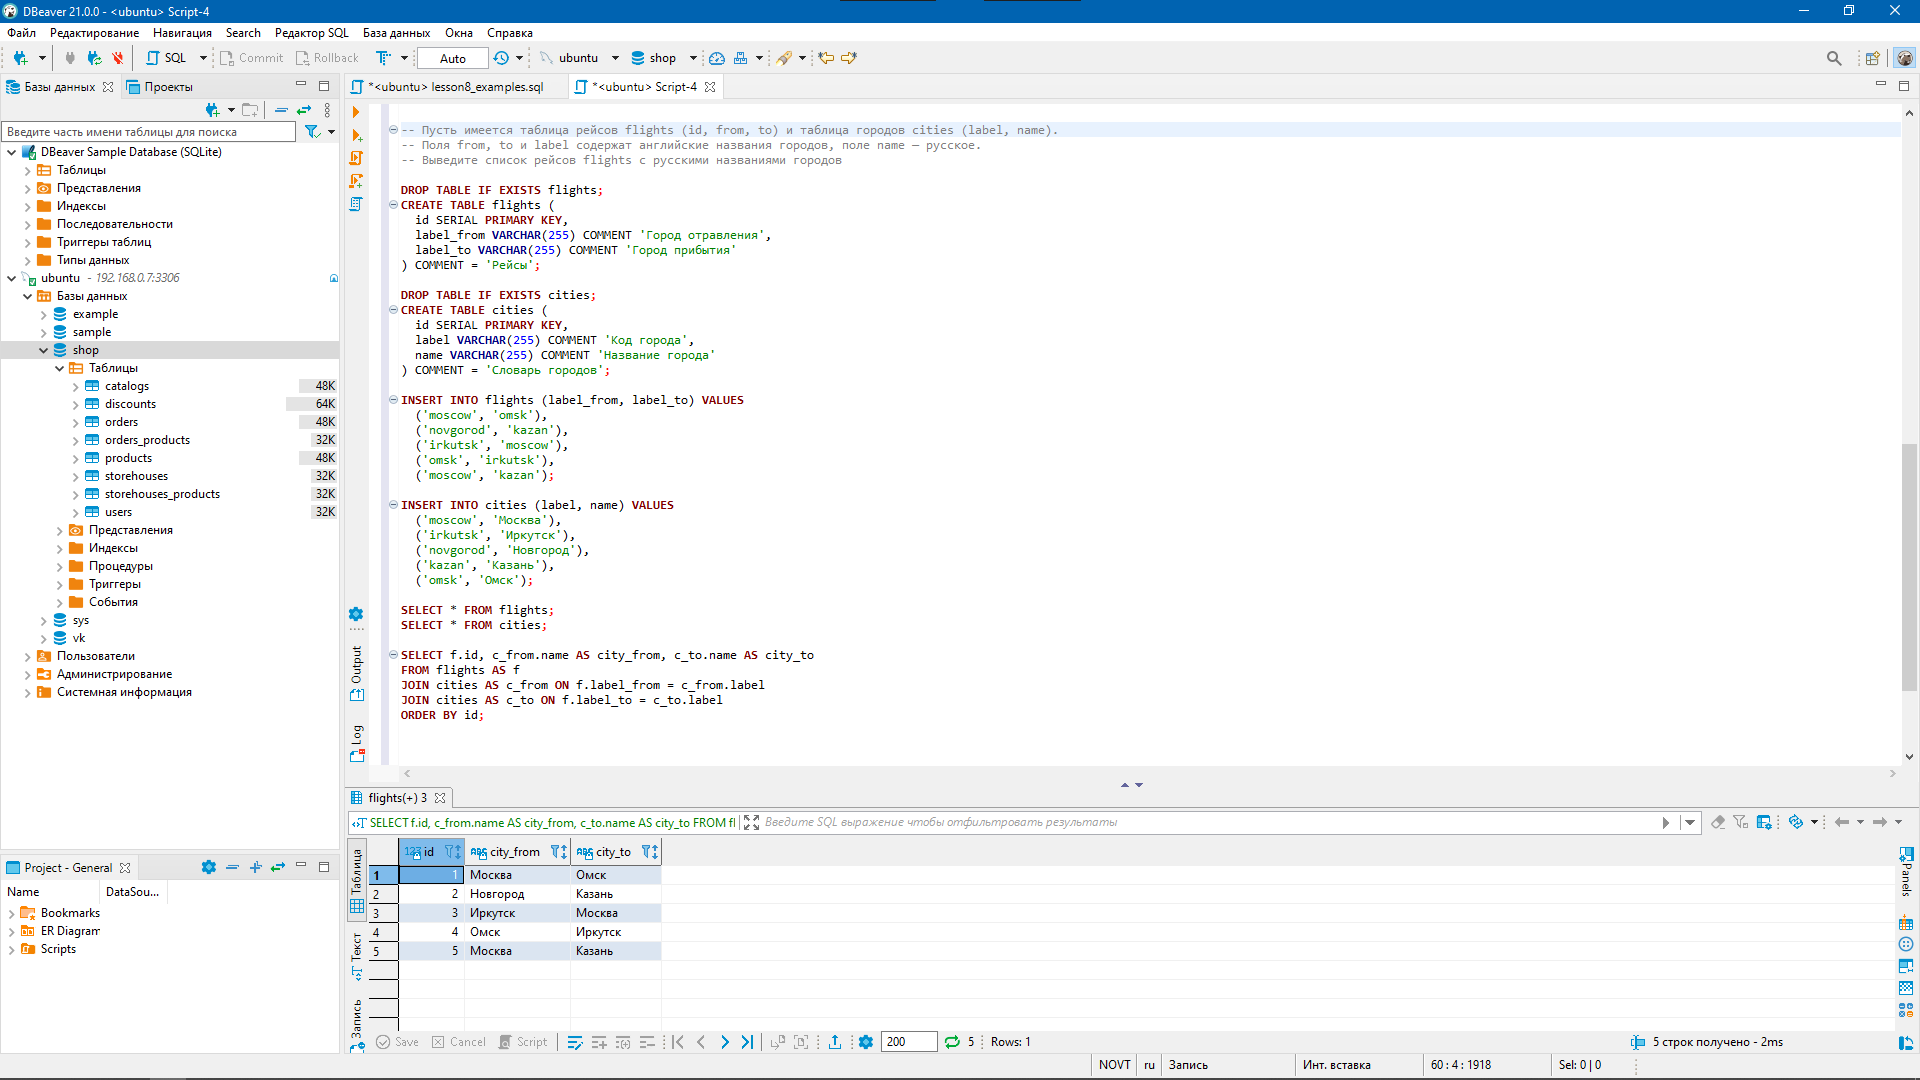 DBeaver 21.0.0 - <ubuntu> Script-4
Файл Редактирование Навигация Search Редактор SQL База данных Окна Справка
SQL Commit Rollback Auto ubuntu shop
Базы данных Проекты
Введите часть имени таблицы для поиска
DBeaver Sample Database (SQLite)
Таблицы
Представления
Индексы
Последовательности
Триггеры таблиц
Типы данных
ubuntu - 192.168.0.7:3306
Базы данных
example
sample
shop
Таблицы
catalogs 48K
discounts 64K
orders 48K
orders_products 32K
products 48K
storehouses 32K
storehouses_products 32K
users 32K
Представления
Индексы
Процедуры
Триггеры
События
sys
vk
Пользователи
Администрирование
Системная информация
Project - General
Name DataSou...
Bookmarks
ER Diagram
Scripts
*<ubuntu> lesson8_examples.sql *<ubuntu> Script-4
-- Пусть имеется таблица рейсов flights (id, from, to) и таблица городов cities (label, name).
-- Поля from, to и label содержат английские названия городов, поле name — русское.
-- Выведите список рейсов flights с русскими названиями городов
DROP TABLE IF EXISTS flights;
CREATE TABLE flights (
id SERIAL PRIMARY KEY,
label_from VARCHAR(255) COMMENT 'Город отравления',
label_to VARCHAR(255) COMMENT 'Город прибытия'
) COMMENT = 'Рейсы';
DROP TABLE IF EXISTS cities;
CREATE TABLE cities (
id SERIAL PRIMARY KEY,
label VARCHAR(255) COMMENT 'Код города',
name VARCHAR(255) COMMENT 'Название города'
) COMMENT = 'Словарь городов';
INSERT INTO flights (label_from, label_to) VALUES
('moscow', 'omsk'),
('novgorod', 'kazan'),
('irkutsk', 'moscow'),
('omsk', 'irkutsk'),
('moscow', 'kazan');
INSERT INTO cities (label, name) VALUES
('moscow', 'Москва'),
('irkutsk', 'Иркутск'),
('novgorod', 'Новгород'),
('kazan', 'Казань'),
('omsk', 'Омск');
SELECT * FROM flights;
SELECT * FROM cities;
SELECT f.id, c_from.name AS city_from, c_to.name AS city_to
FROM flights AS f
JOIN cities AS c_from ON f.label_from = c_from.label
JOIN cities AS c_to ON f.label_to = c_to.label
ORDER BY id;
Output
Log
flights(+) 3
SELECT f.id, c_from.name AS city_from, c_to.name AS city_to FROM fl Введите SQL выражение чтобы отфильтровать результаты
Таблица
Текст
Запись
Panels
123 id ABC city_from ABC city_to
1 1 Москва Омск
2 2 Новгород Казань
3 3 Иркутск Москва
4 4 Омск Иркутск
5 5 Москва Казань
Save Cancel Script 200 5 Rows: 1 5 строк получено - 2ms
NOVT ru Запись Инт. вставка 60 : 4 : 1918 Sel: 0 | 0